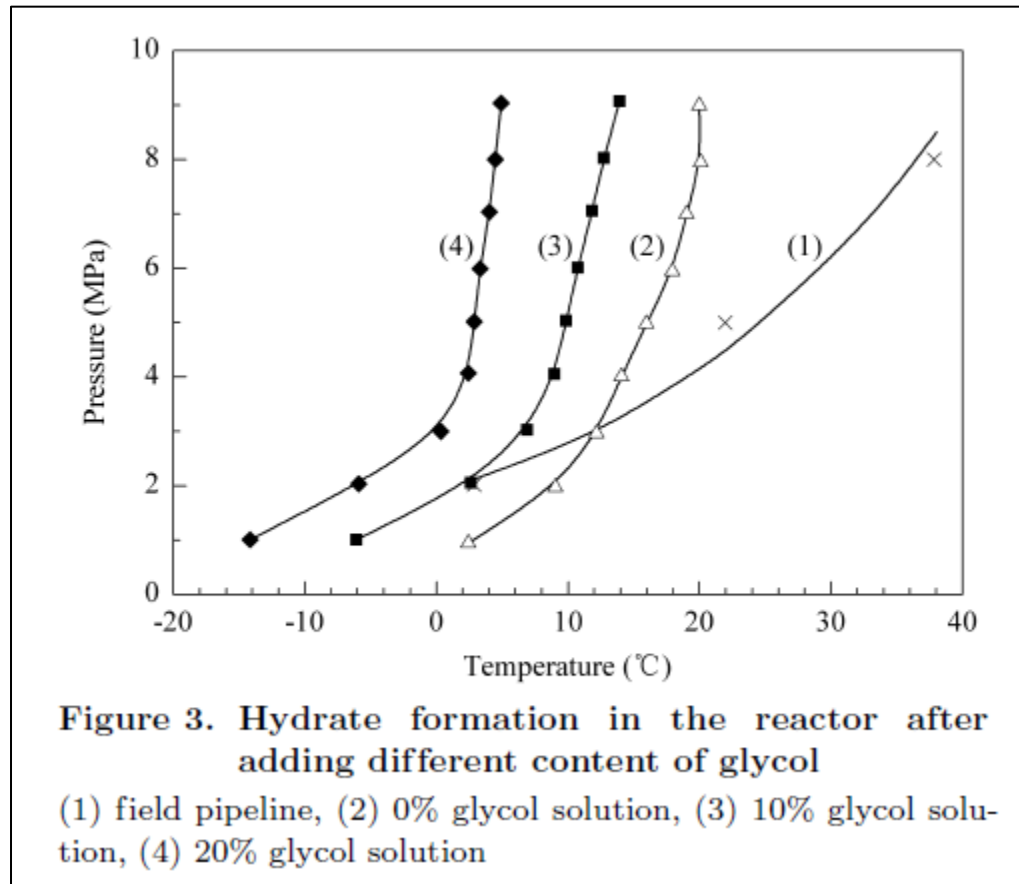 10
8
6
4
2
0
Pressure (MPa)
(4)
(3)
(2)
(1)
-20
-10
0
10
20
30
40
Temperature (℃)
Figure 3. Hydrate formation in the reactor after
adding different content of glycol
(1) field pipeline, (2) 0% glycol solution, (3) 10% glycol solu-
tion, (4) 20% glycol solution